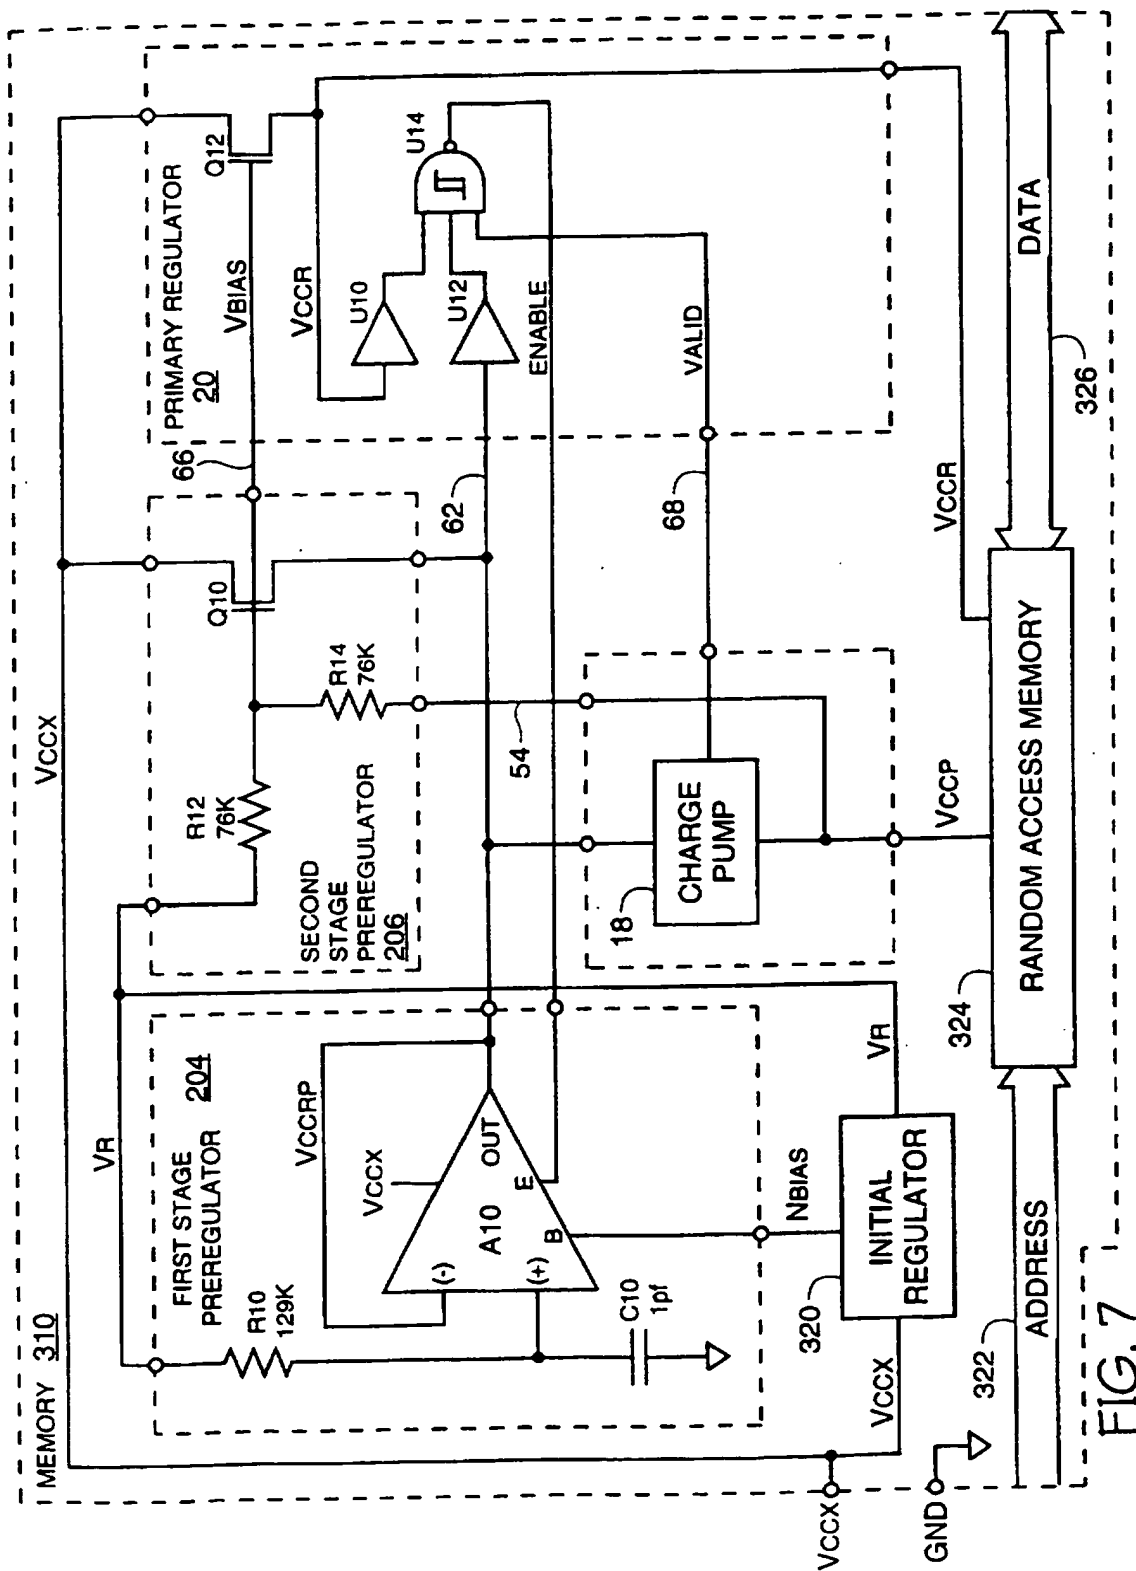 MEMORY 310
VCCX
VR
FIRST STAGE
PREREGULATOR
204
R10
129K
VCCRP
VCCX
(-)
(+)
A10
OUT
E
B
C10
1pf
NBIAS
R12
76K
SECOND
STAGE
PREREGULATOR
206
R14
76K
Q10
54
62
66
PRIMARY REGULATOR
20
VBIAS
Q12
VCCR
U10
U12
U14
ENABLE
VALID
68
18
CHARGE
PUMP
VCCP
VCCR
VR
320
INITIAL
REGULATOR
VCCX
VCCX
GND
322
ADDRESS
324
RANDOM ACCESS MEMORY
DATA
326
FIG. 7